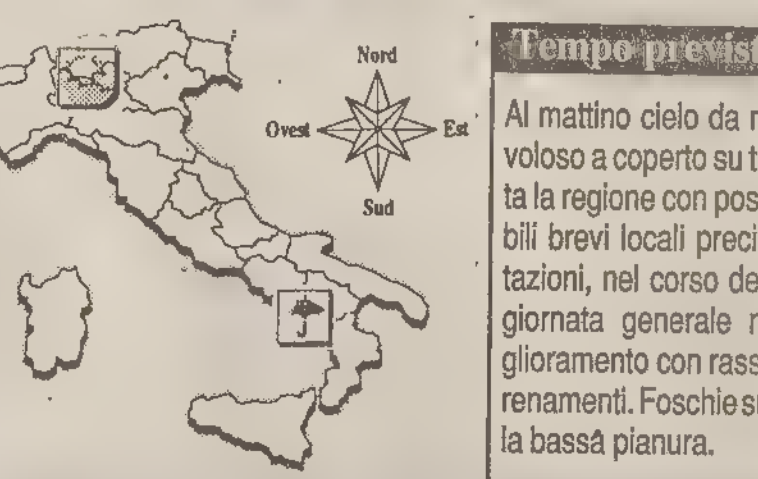 Nord
Ovest
Est
Sud
Tempo previst
Al mattino cielo da n
voloso a coperto su t
ta la regione con pos
bili brevi locali preci
tazioni, nel corso de
giornata generale n
glioramento con rass
renamenti. Foschie s
la bassa pianura.